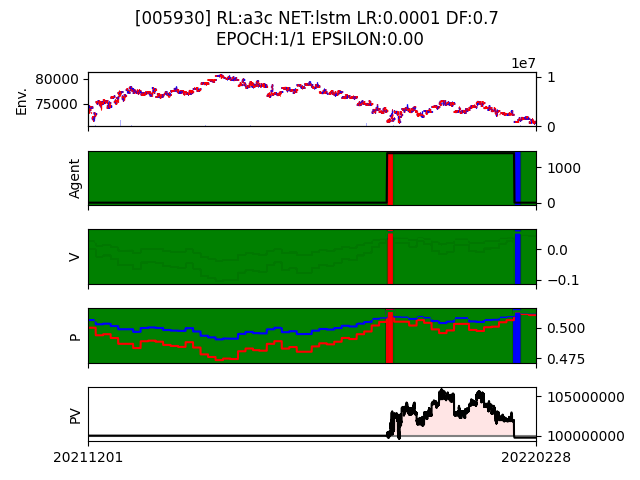 [005930] RL:a3c NET:lstm LR:0.0001 DF:0.7
EPOCH:1/1 EPSILON:0.00
1e7
Env.
80000
75000
1
0
Agent
1000
0
V
0.0
−0.1
P
0.500
0.475
PV
105000000
100000000
20211201
20220228